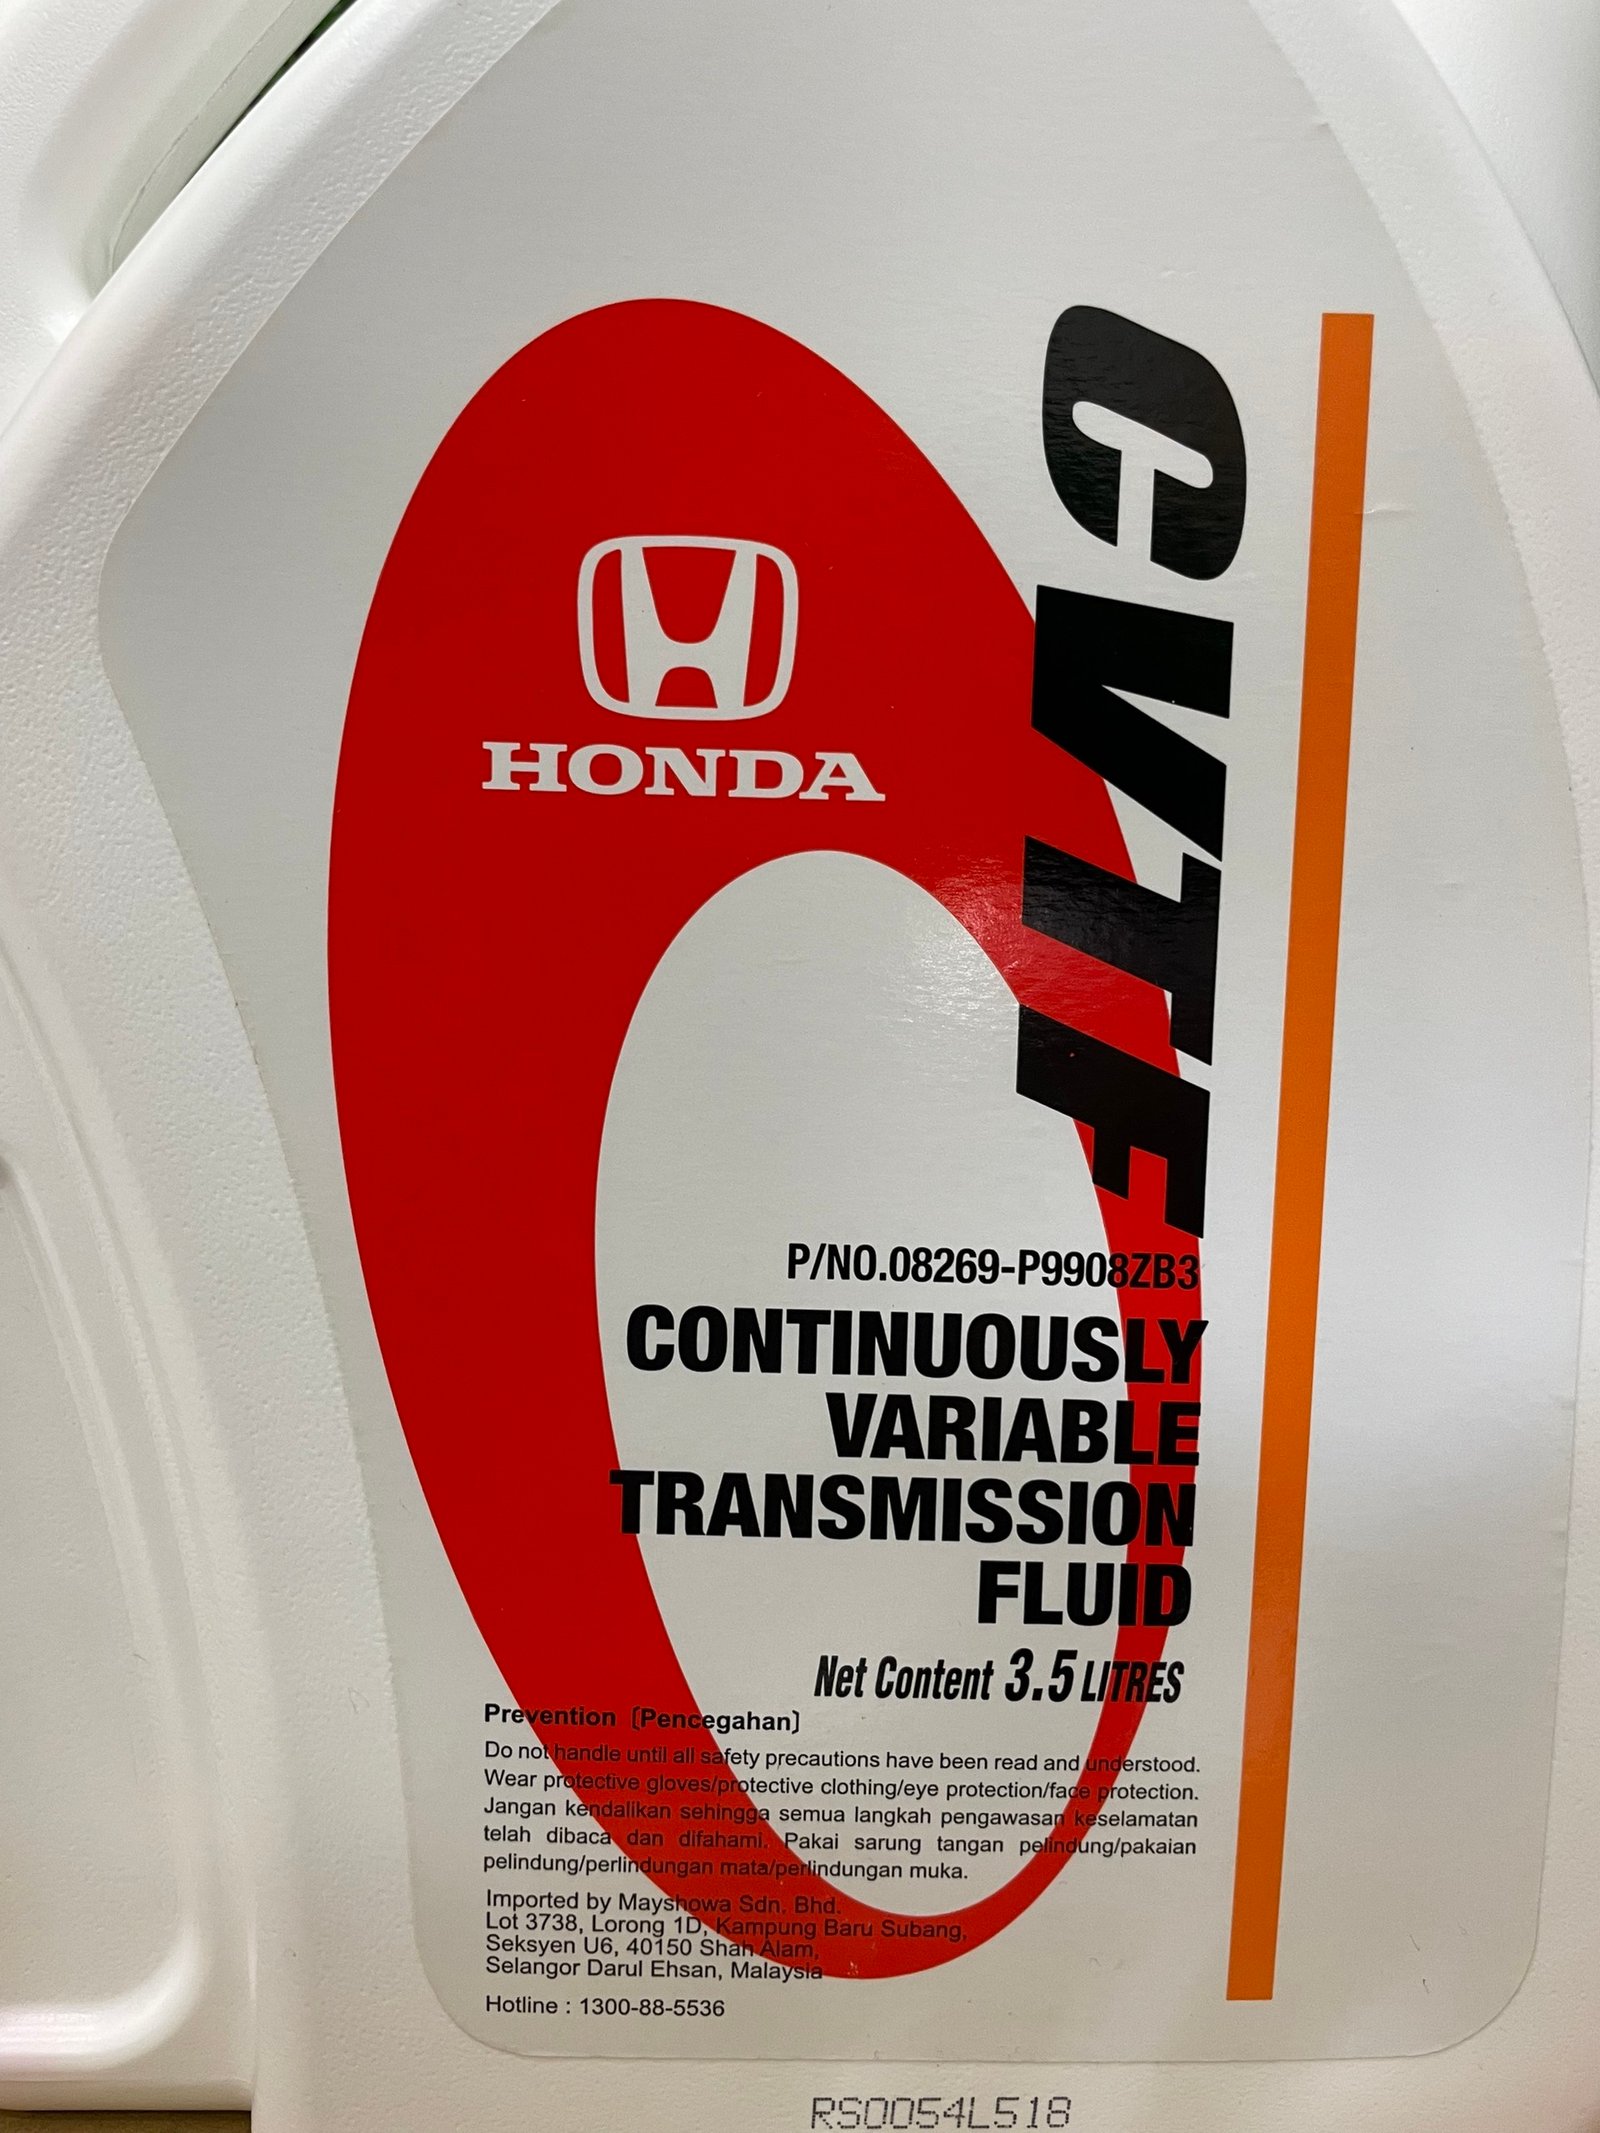 HONDA
CVTF
P/NO.08269-P9908ZB3
CONTINUOUSLY
VARIABLE
TRANSMISSION
FLUID
Net Content 3.5 LITRES
Prevention (Pencegahan)
Do not handle until all safety precautions have been read and understood.
Wear protective gloves/protective clothing/eye protection/face protection.
Jangan kendalikan sehingga semua langkah pengawasan keselamatan
telah dibaca dan difahami. Pakai sarung tangan pelindung/pakaian
pelindung/perlindungan mata/perlindungan muka.
Imported by Mayshowa Sdn. Bhd.
Lot 3738, Lorong 1D, Kampung Baru Subang,
Seksyen U6, 40150 Shah Alam,
Selangor Darul Ehsan, Malaysia
Hotline : 1300-88-5536
RS0054L518